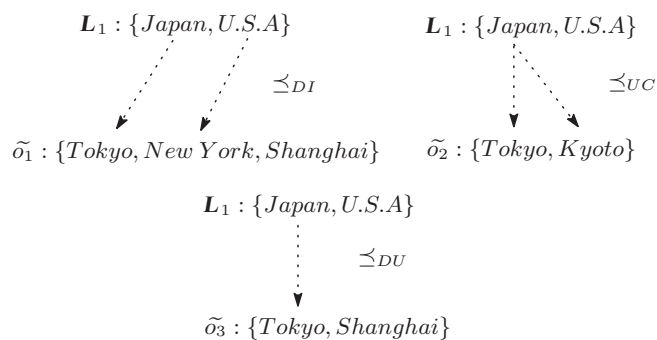 L₁ : {Japan, U.S.A} L₁ : {Japan, U.S.A}
⪯DI ⪯UC
õ₁ : {Tokyo, New York, Shanghai} õ₂ : {Tokyo, Kyoto}
L₁ : {Japan, U.S.A}
⪯DU
õ₃ : {Tokyo, Shanghai}